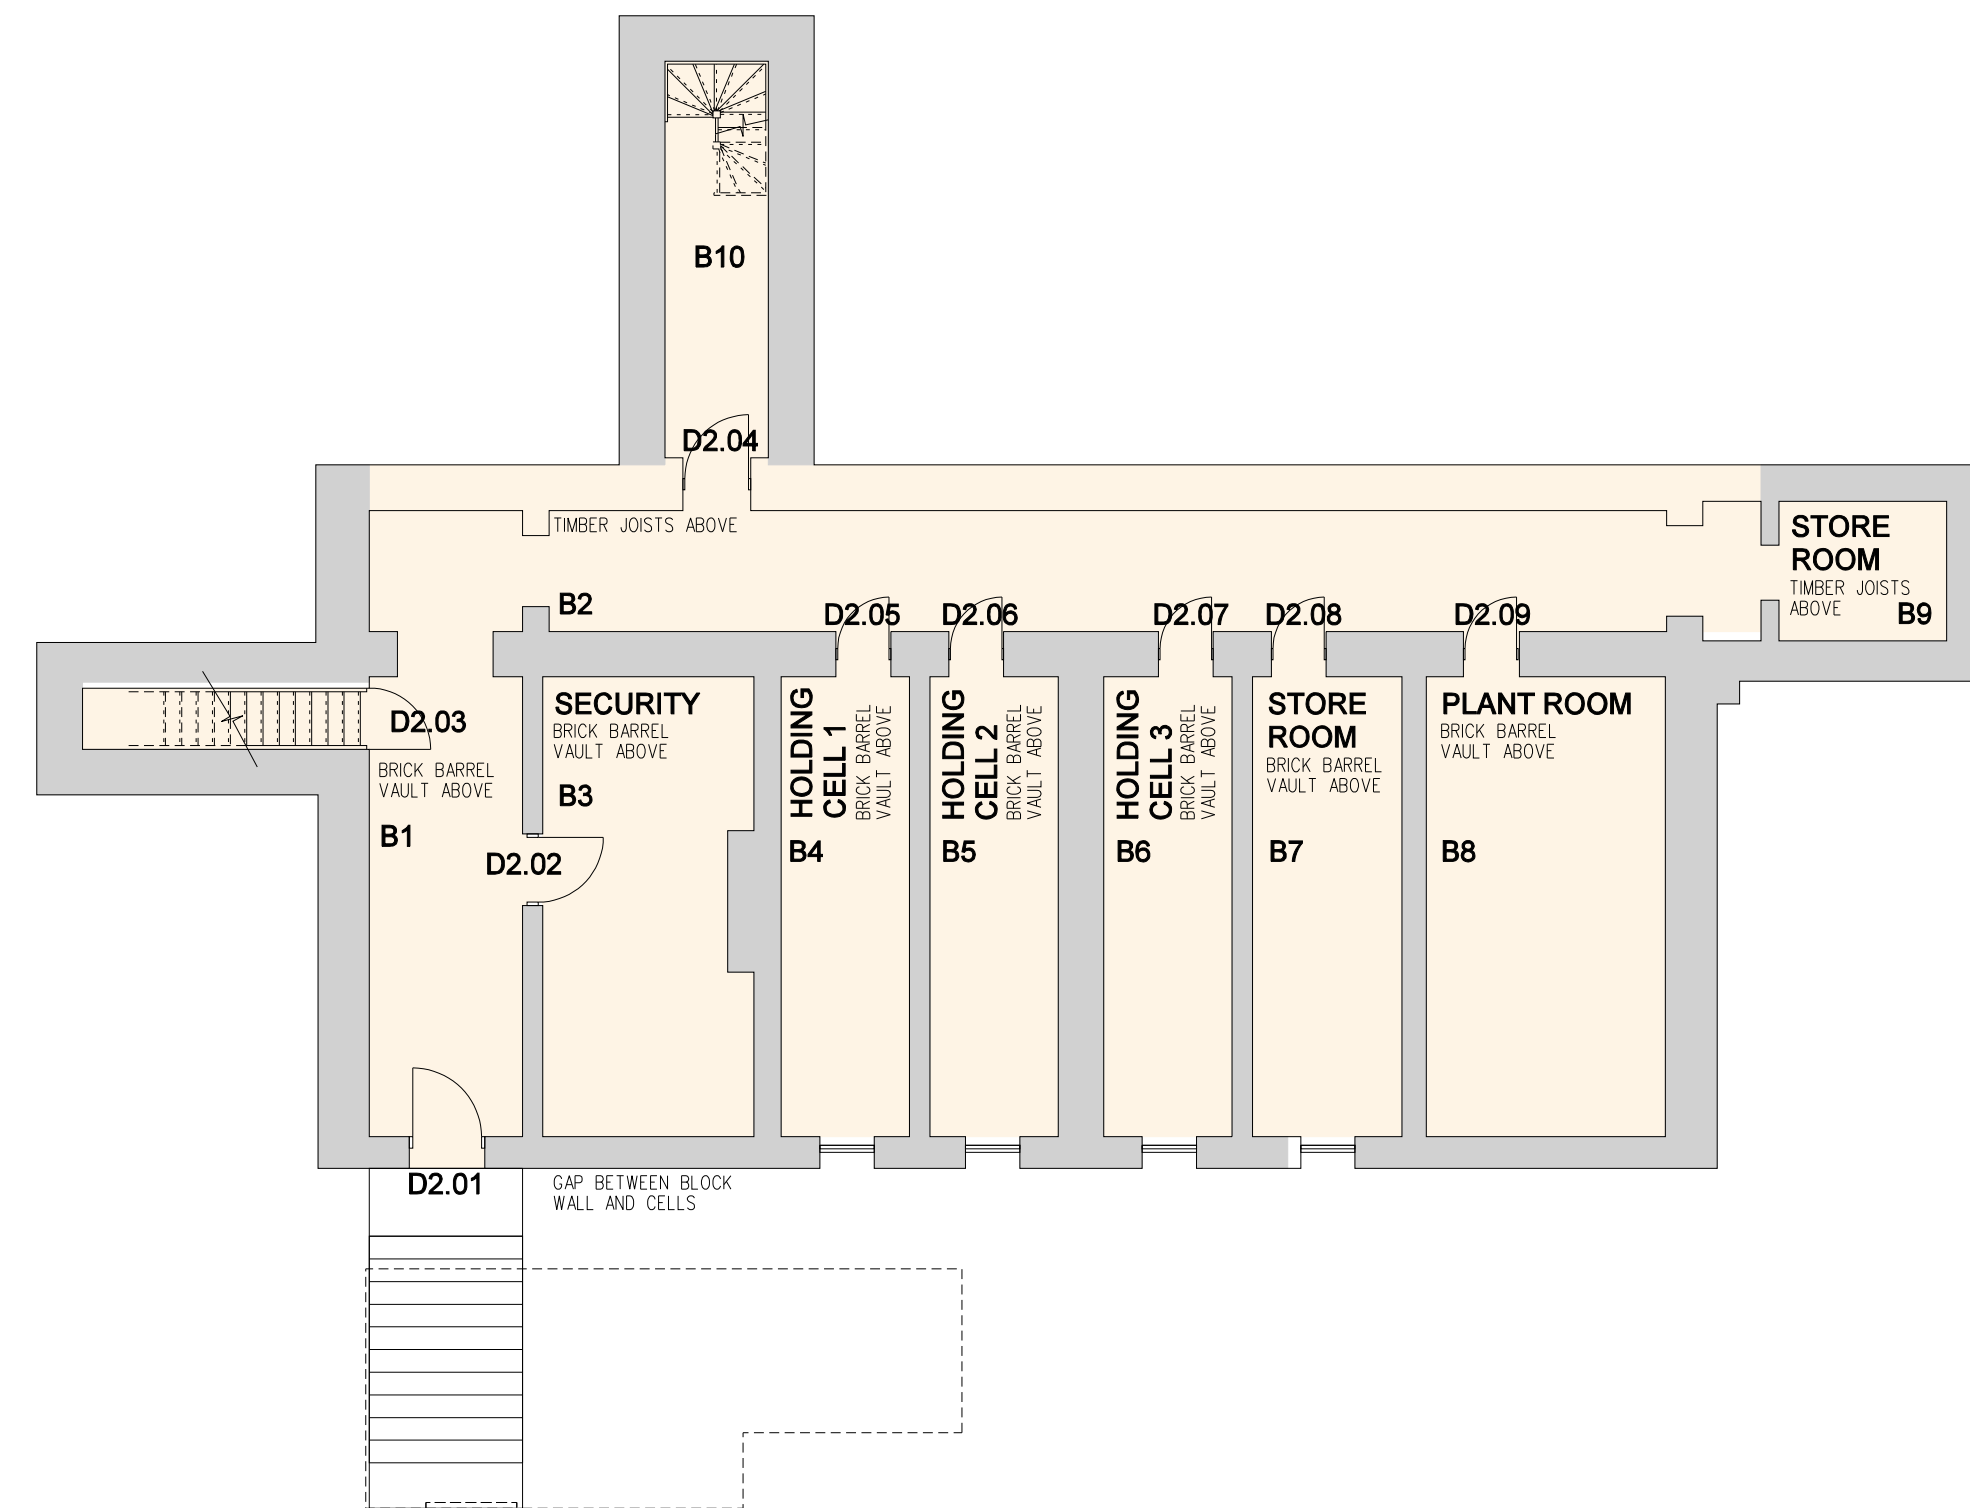 B10
D2.04
TIMBER JOISTS ABOVE
B2
D2.05
D2.06
D2.07
D2.08
D2.09
STORE
ROOM
TIMBER JOISTS
ABOVE
B9
D2.03
BRICK BARREL
VAULT ABOVE
B1
SECURITY
BRICK BARREL
VAULT ABOVE
B3
D2.02
HOLDING
CELL 1
BRICK BARREL
VAULT ABOVE
B4
HOLDING
CELL 2
BRICK BARREL
VAULT ABOVE
B5
HOLDING
CELL 3
BRICK BARREL
VAULT ABOVE
B6
STORE
ROOM
BRICK BARREL
VAULT ABOVE
B7
PLANT ROOM
BRICK BARREL
VAULT ABOVE
B8
D2.01
GAP BETWEEN BLOCK
WALL AND CELLS